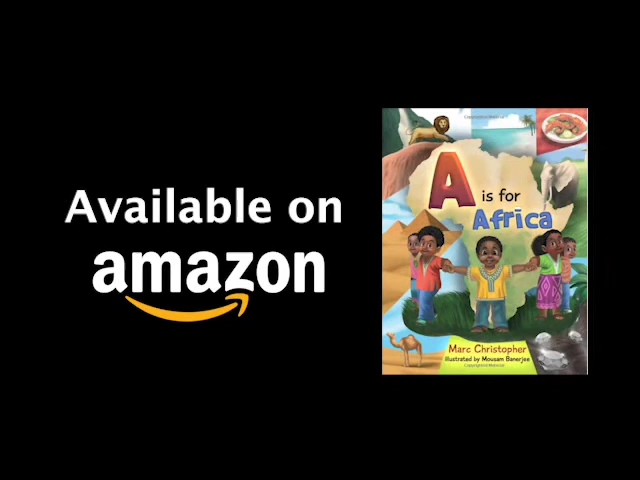 Available on
amazon
A is for
Africa
Marc Christopher
Illustrated by Mousam Banerjee